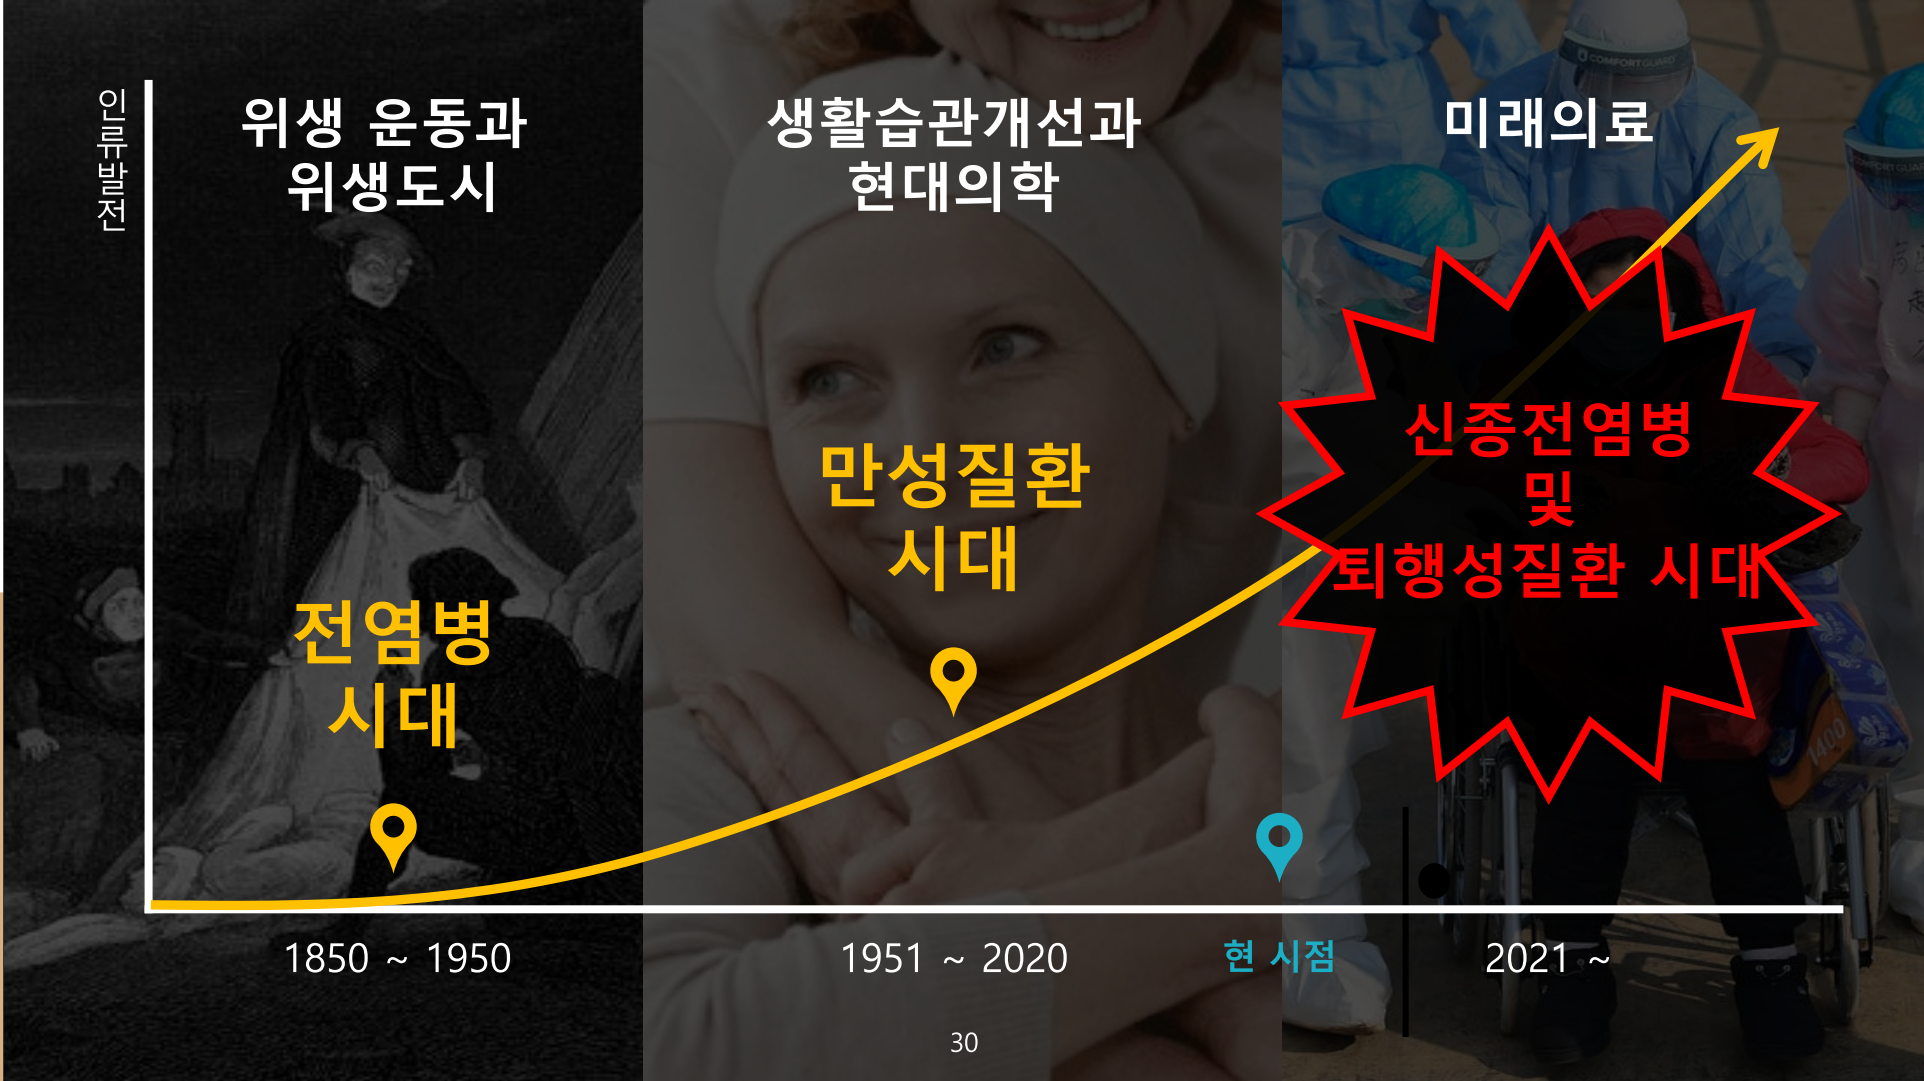 인류발전
위생 운동과
위생도시
생활습관개선과
현대의학
미래의료
COMFORTGUARD
신종전염병
및
퇴행성질환 시대
만성질환
시대
전염병
시대
1400
1850 ~ 1950
1951 ~ 2020
현 시점
2021 ~
30